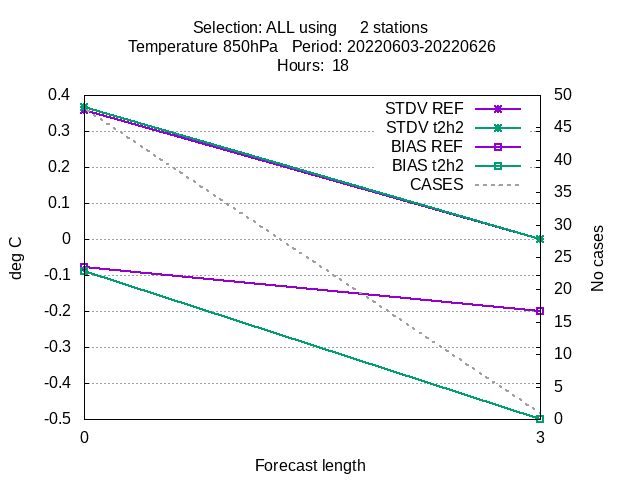 Selection: ALL using 2 stations
Temperature 850hPa Period: 20220603-20220626
Hours: 18
STDV REF
STDV t2h2
BIAS REF
BIAS t2h2
CASES
0.4
0.3
0.2
0.1
0
-0.1
-0.2
-0.3
-0.4
-0.5
deg C
50
45
40
35
30
25
20
15
10
5
0
No cases
0 3
Forecast length